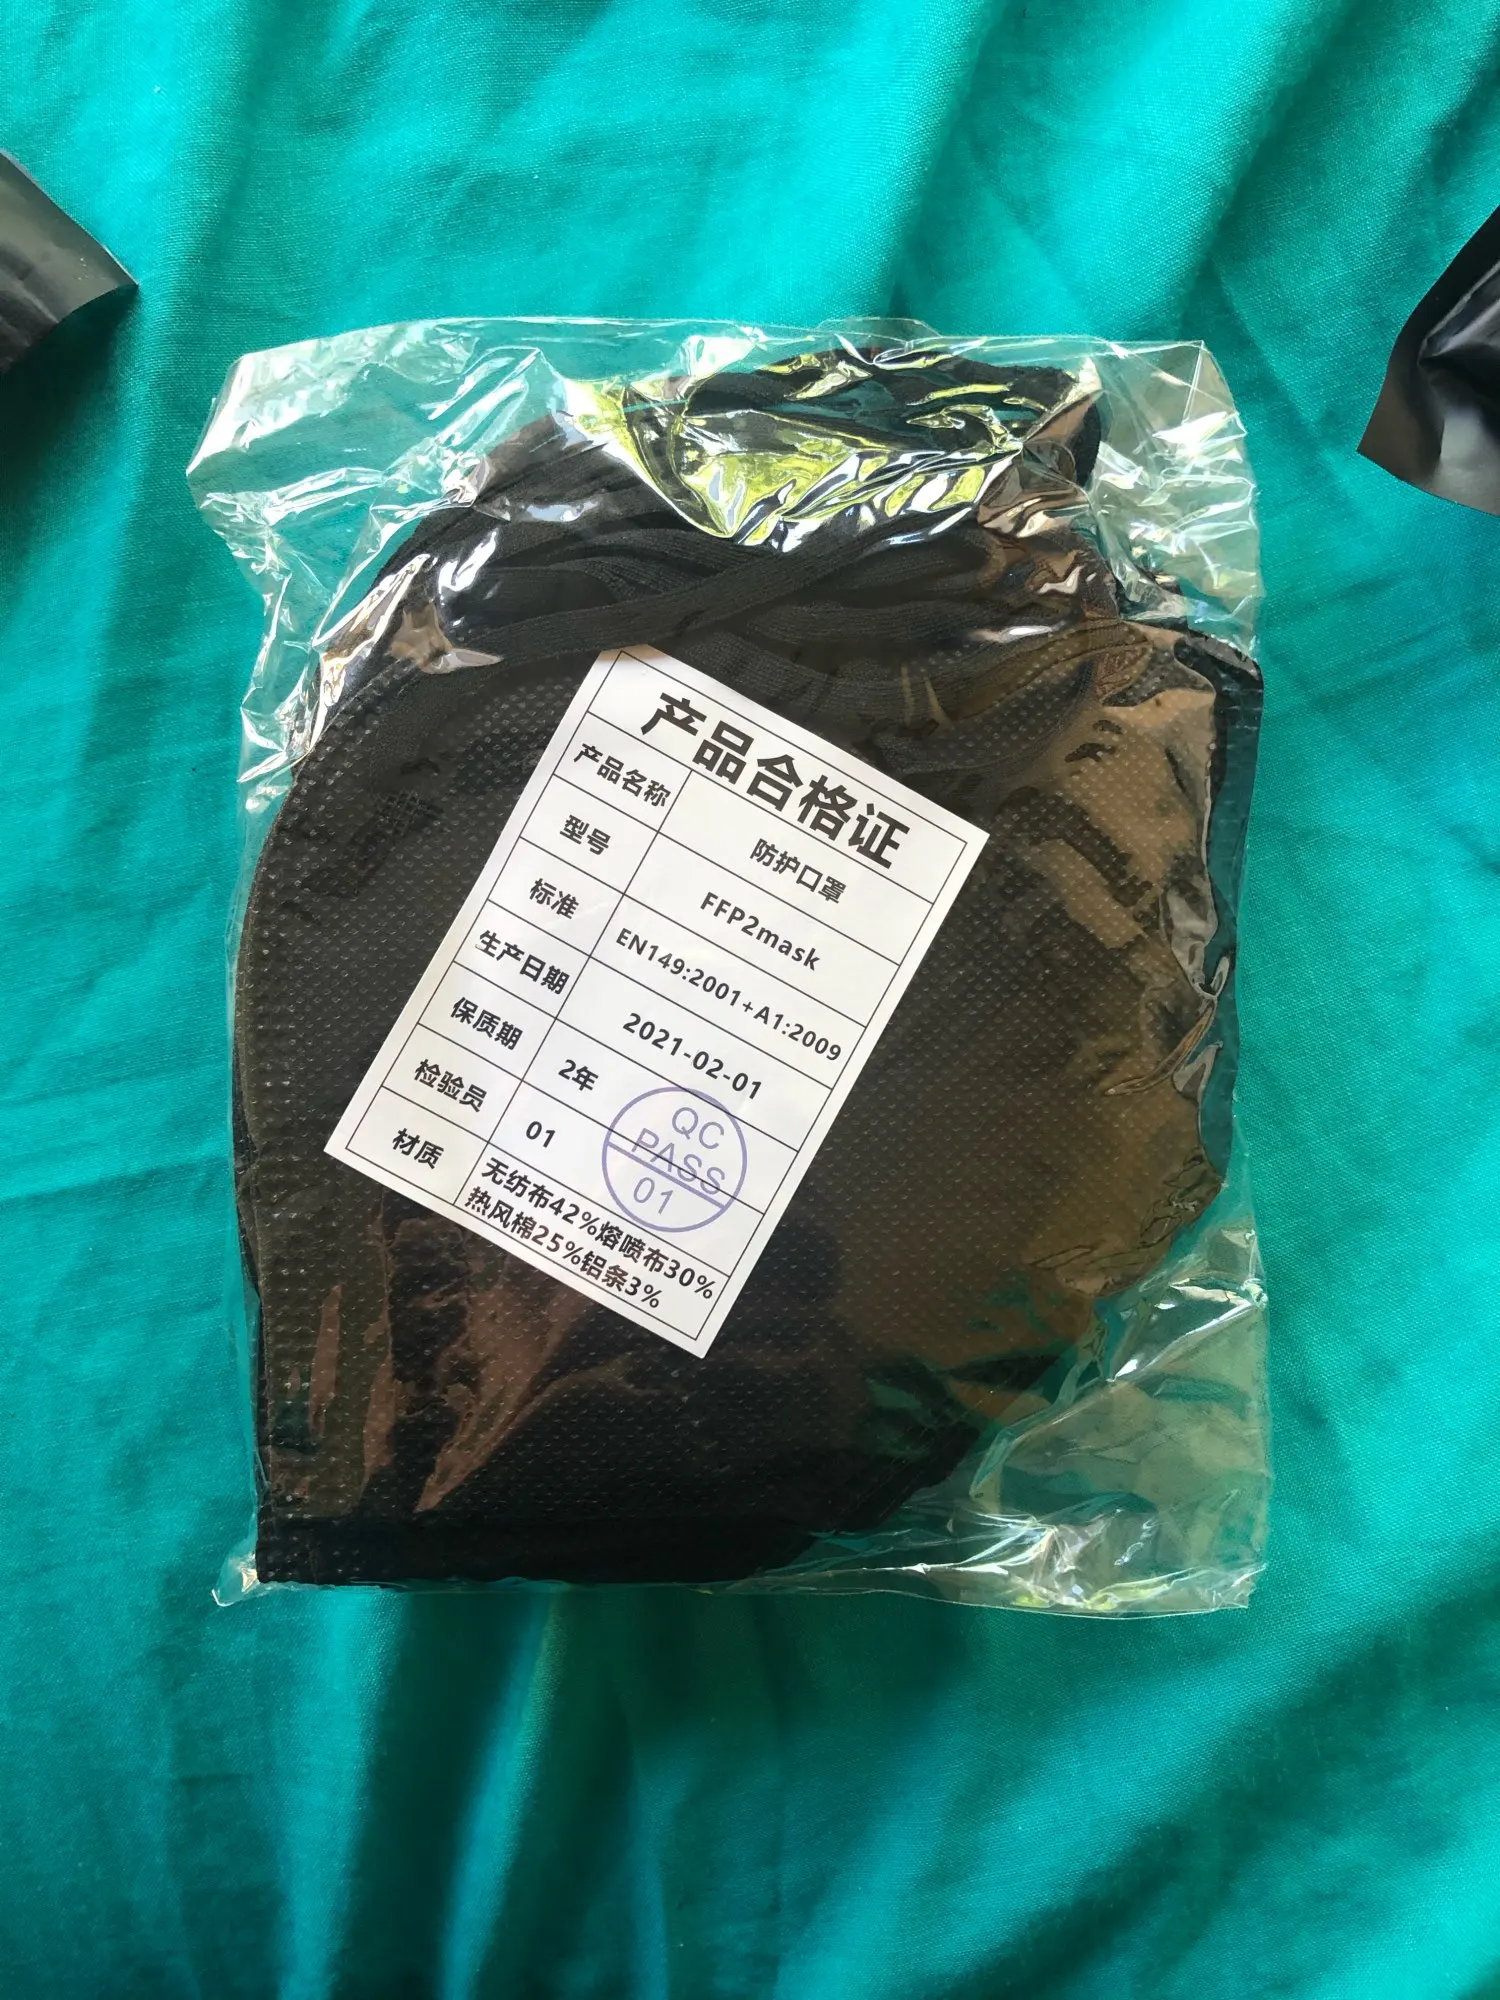 产品合格证
产品名称 防护口罩
型号 FFP2mask
标准 EN149:2001+A1:2009
生产日期 2021-02-01
保质期 2年
检验员 01
QC
PASS
01
材质 无纺布42%熔喷布30%
热风棉25%铝条3%